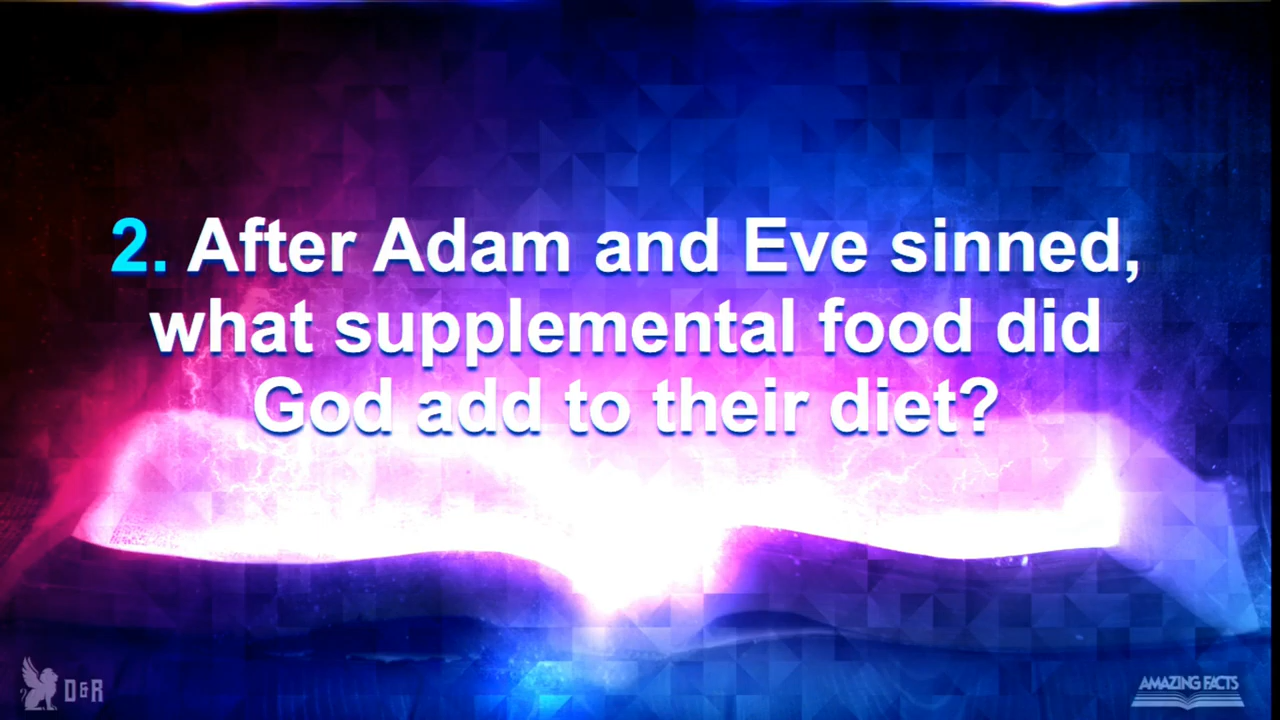 2. After Adam and Eve sinned,
what supplemental food did
God add to their diet?
D&R
AMAZING FACTS